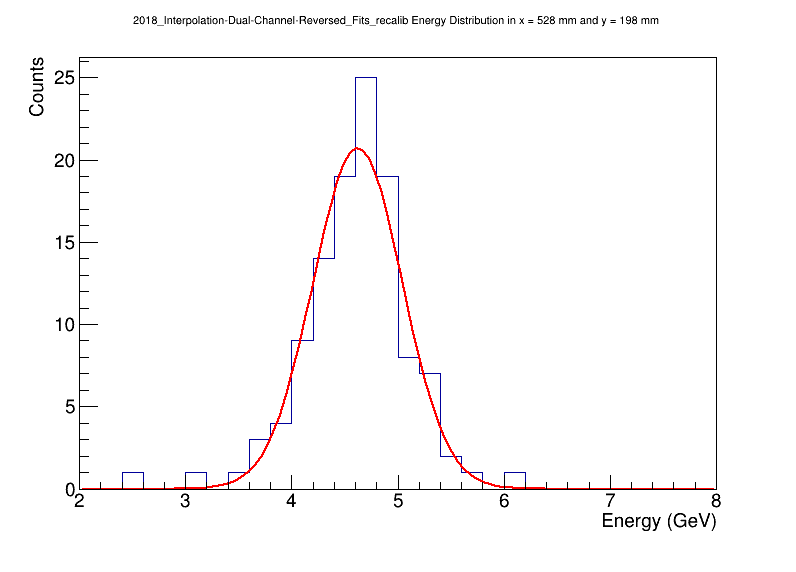 2018_Interpolation-Dual-Channel-Reversed_Fits_recalib Energy Distribution in x = 528 mm and y = 198 mm
Counts
25
20
15
10
5
0
2 3 4 5 6 7 8
Energy (GeV)